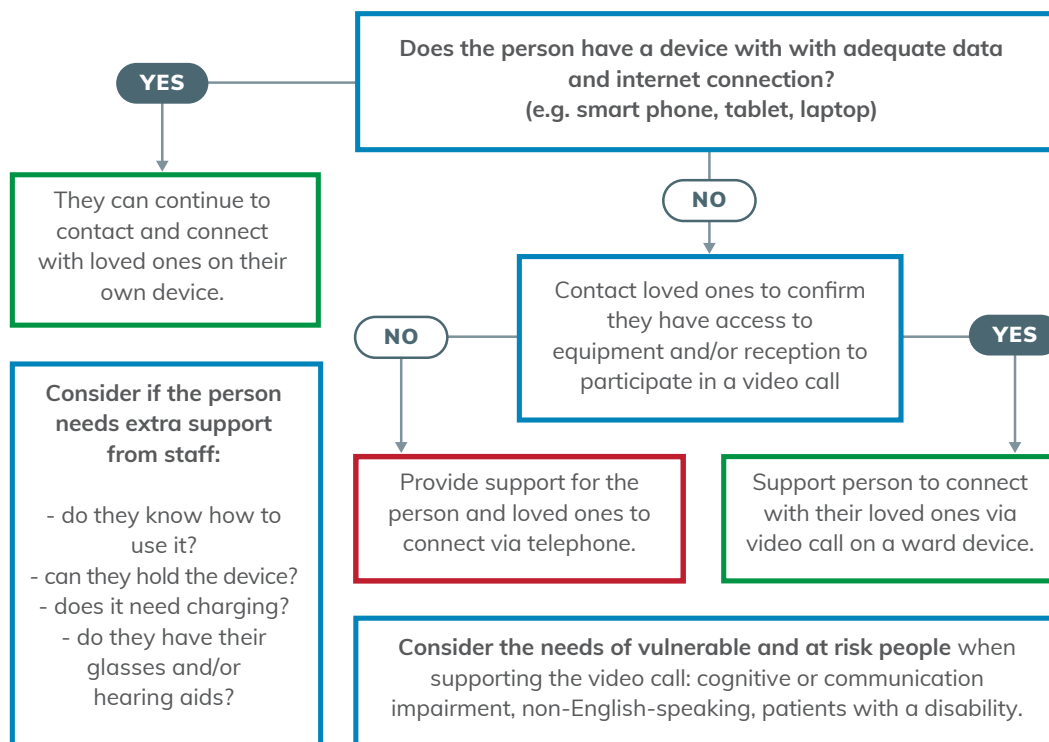 Does the person have a device with with adequate data
and internet connection?
(e.g. smart phone, tablet, laptop)
YES
They can continue to
contact and connect
with loved ones on their
own device.
NO
Contact loved ones to confirm
they have access to
equipment and/or reception to
participate in a video call
NO
YES
Provide support for the
person and loved ones to
connect via telephone.
Support person to connect
with their loved ones via
video call on a ward device.
Consider if the person
needs extra support
from staff:
- do they know how to
use it?
- can they hold the device?
- does it need charging?
- do they have their
glasses and/or
hearing aids?
Consider the needs of vulnerable and at risk people when
supporting the video call: cognitive or communication
impairment, non-English-speaking, patients with a disability.